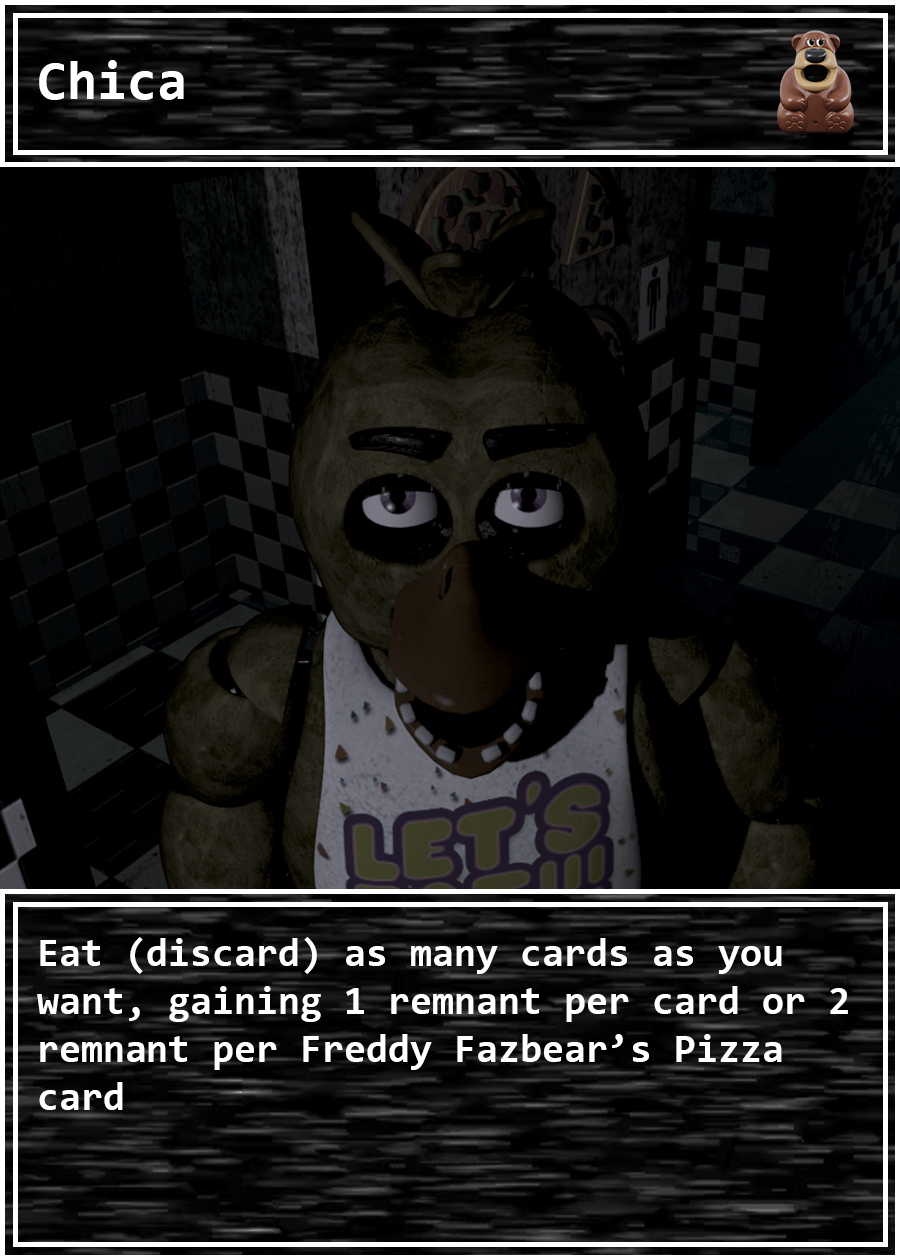 Chica
LET'S
Eat (discard) as many cards as you
want, gaining 1 remnant per card or 2
remnant per Freddy Fazbear’s Pizza
card